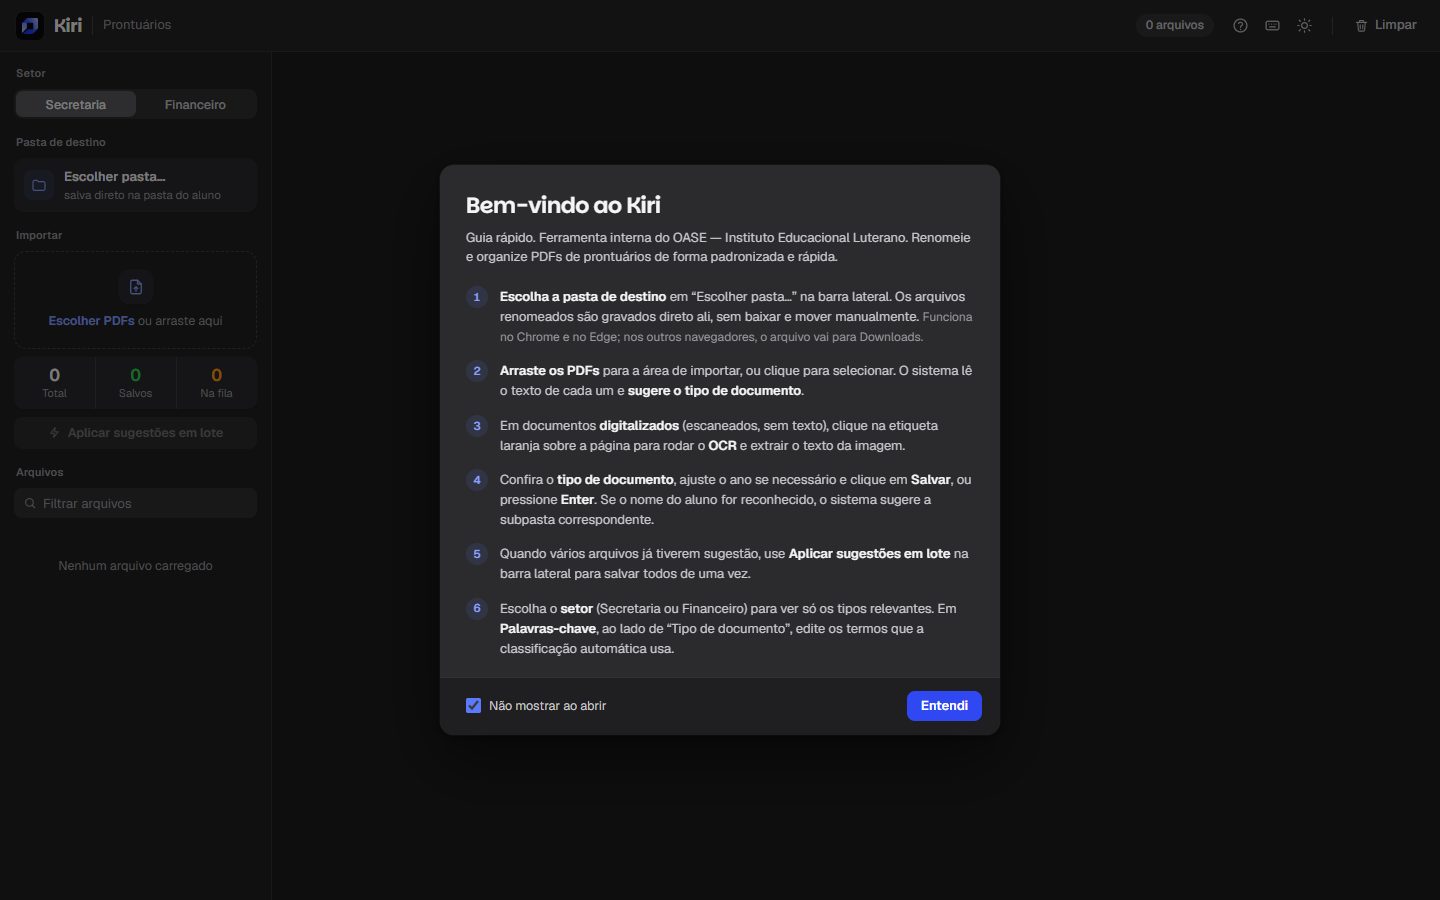 Kiri
Prontuários
0 arquivos
Limpar
Setor
Secretaria
Financeiro
Pasta de destino
Escolher pasta…
salva direto na pasta do aluno
Importar
Escolher PDFs ou arraste aqui
0
Total
0
Salvos
0
Na fila
Aplicar sugestões em lote
Arquivos
Filtrar arquivos
Nenhum arquivo carregado
Bem-vindo ao Kiri
Guia rápido. Ferramenta interna do OASE — Instituto Educacional Luterano. Renomeie
e organize PDFs de prontuários de forma padronizada e rápida.
1
Escolha a pasta de destino em “Escolher pasta…” na barra lateral. Os arquivos
renomeados são gravados direto ali, sem baixar e mover manualmente. Funciona
no Chrome e no Edge; nos outros navegadores, o arquivo vai para Downloads.
2
Arraste os PDFs para a área de importar, ou clique para selecionar. O sistema lê
o texto de cada um e sugere o tipo de documento.
3
Em documentos digitalizados (escaneados, sem texto), clique na etiqueta
laranja sobre a página para rodar o OCR e extrair o texto da imagem.
4
Confira o tipo de documento, ajuste o ano se necessário e clique em Salvar, ou
pressione Enter. Se o nome do aluno for reconhecido, o sistema sugere a
subpasta correspondente.
5
Quando vários arquivos já tiverem sugestão, use Aplicar sugestões em lote na
barra lateral para salvar todos de uma vez.
6
Escolha o setor (Secretaria ou Financeiro) para ver só os tipos relevantes. Em
Palavras-chave, ao lado de “Tipo de documento”, edite os termos que a
classificação automática usa.
Não mostrar ao abrir
Entendi